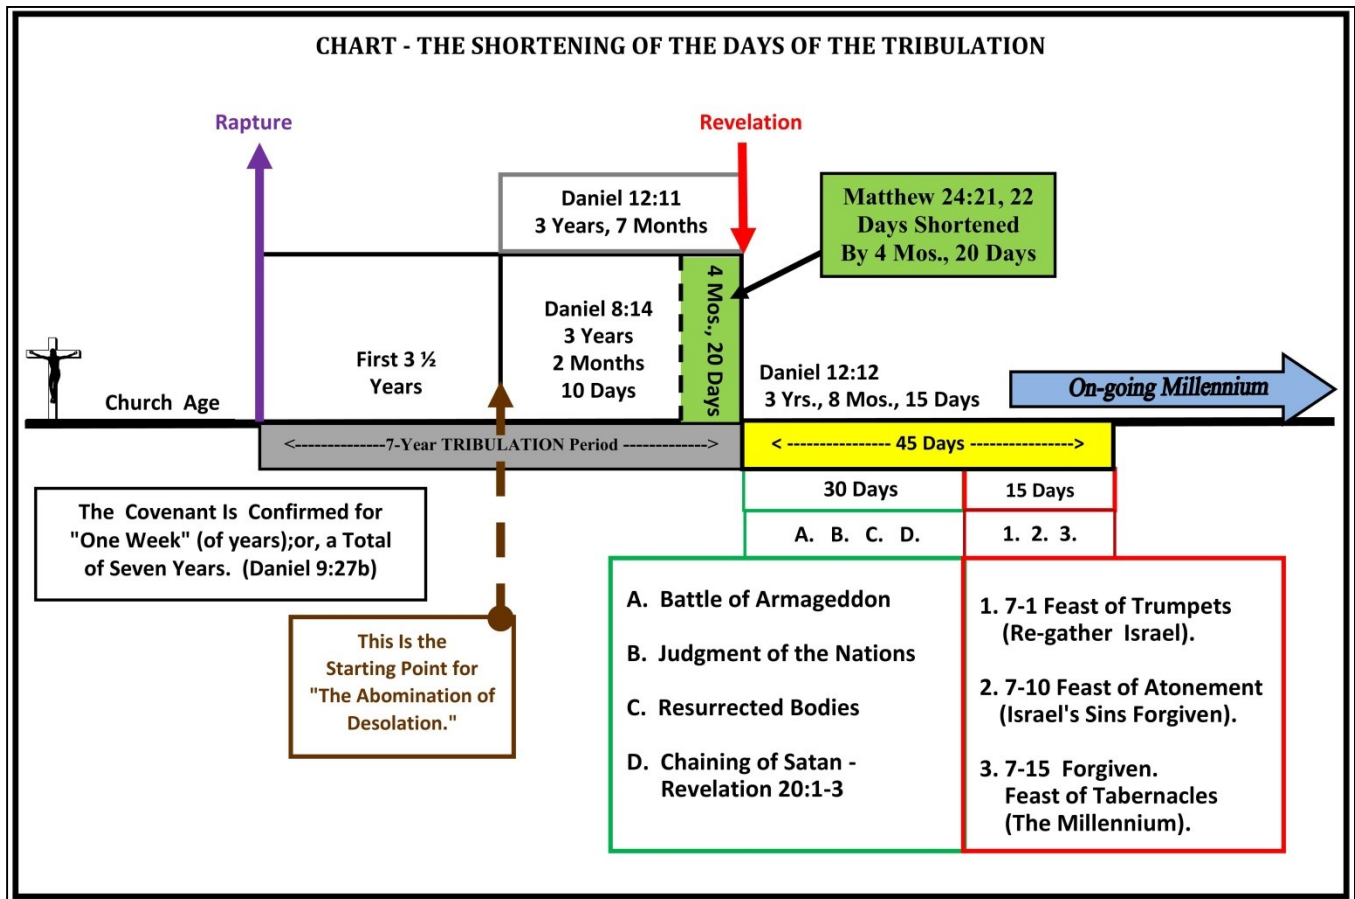 CHART - THE SHORTENING OF THE DAYS OF THE TRIBULATION
Rapture
Revelation
Daniel 12:11
3 Years, 7 Months
Matthew 24:21, 22
Days Shortened
By 4 Mos., 20 Days
4 Mos., 20 Days
Daniel 8:14
3 Years
2 Months
10 Days
First 3 ½
Years
Church Age
Daniel 12:12
3 Yrs., 8 Mos., 15 Days
On-going Millennium
<--------------7-Year TRIBULATION Period ------------->
< ---------------- 45 Days ---------------->
30 Days
15 Days
A. B. C. D.
1. 2. 3.
The Covenant Is Confirmed for
"One Week" (of years);or, a Total
of Seven Years. (Daniel 9:27b)
This Is the
Starting Point for
"The Abomination of
Desolation."
A. Battle of Armageddon
B. Judgment of the Nations
C. Resurrected Bodies
D. Chaining of Satan -
Revelation 20:1-3
1. 7-1 Feast of Trumpets
(Re-gather Israel).
2. 7-10 Feast of Atonement
(Israel's Sins Forgiven).
3. 7-15 Forgiven.
Feast of Tabernacles
(The Millennium).